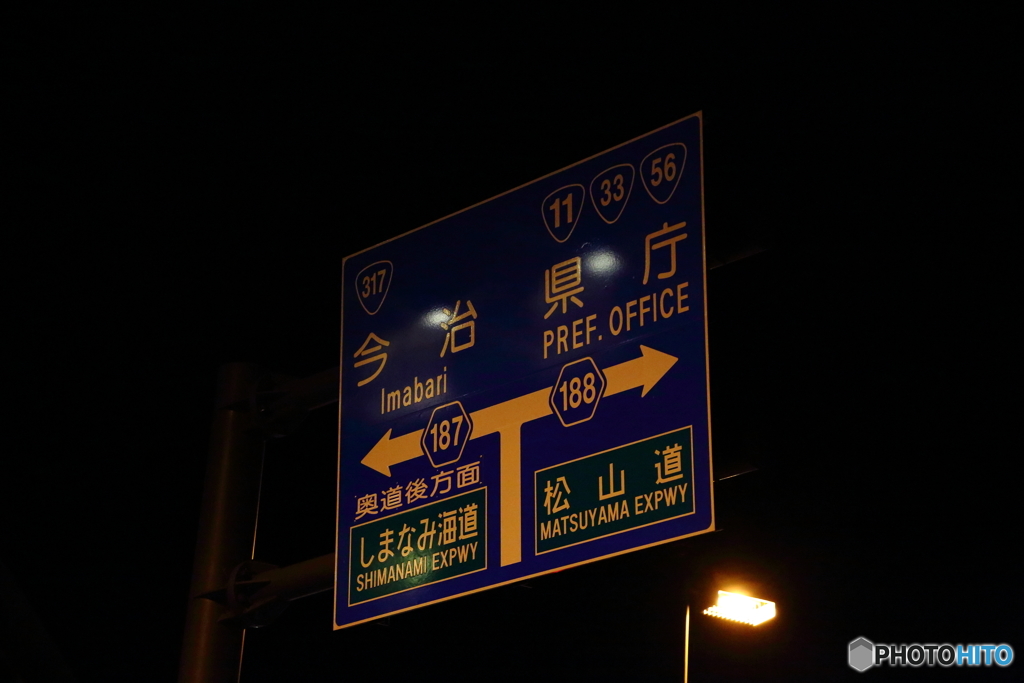 317
今治
Imabari
11 33 56
県庁
PREF. OFFICE
187
188
奥道後方面
しまなみ海道
SHIMANAMI EXPWY
松山道
MATSUYAMA EXPWY
PHOTOHITO